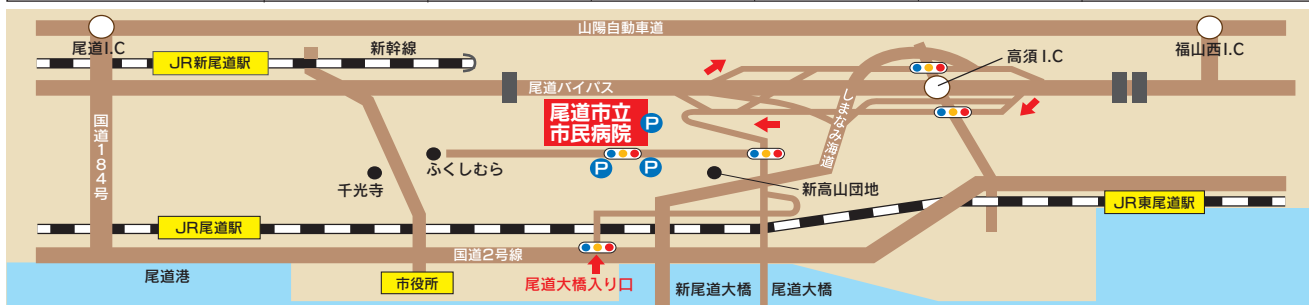 山陽自動車道
尾道I.C
福山西I.C
新幹線
高須I.C
JR新尾道駅
尾道バイパス
国道184号
尾道市立
市民病院
P
しまなみ海道
P
P
ふくしむら
千光寺
新高山団地
JR東尾道駅
JR尾道駅
国道2号線
尾道港
市役所
尾道大橋入り口
新尾道大橋
尾道大橋